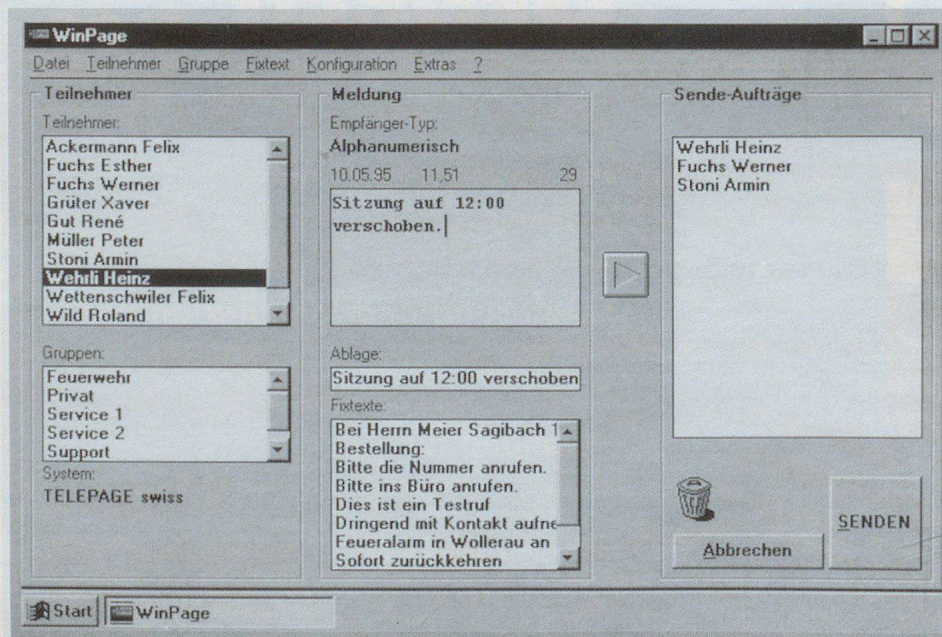 WinPage
Datei Teilnehmer Gruppe Fixtext Konfiguration Extras ?
Teilnehmer
Teilnehmer:
Ackermann Felix
Fuchs Esther
Fuchs Werner
Grüter Xaver
Gut René
Müller Peter
Stoni Armin
Wehrli Heinz
Wettenschwiler Felix
Wild Roland
Gruppen:
Feuerwehr
Privat
Service 1
Service 2
Support
System:
TELEPAGE swiss
Meldung
Empfänger-Typ:
Alphanumerisch
10.05.95 11,51 29
Sitzung auf 12:00
verschoben.
Ablage:
Sitzung auf 12:00 verschoben
Fixtexte:
Bei Herrn Meier Sagibach 1
Bestellung:
Bitte die Nummer anrufen.
Bitte ins Büro anrufen.
Dies ist ein Testruf
Dringend mit Kontakt aufne
Feueralarm in Wollerau an
Sofort zurückkehren
Sende-Aufträge
Wehrli Heinz
Fuchs Werner
Stoni Armin
SENDEN
Abbrechen
Start WinPage